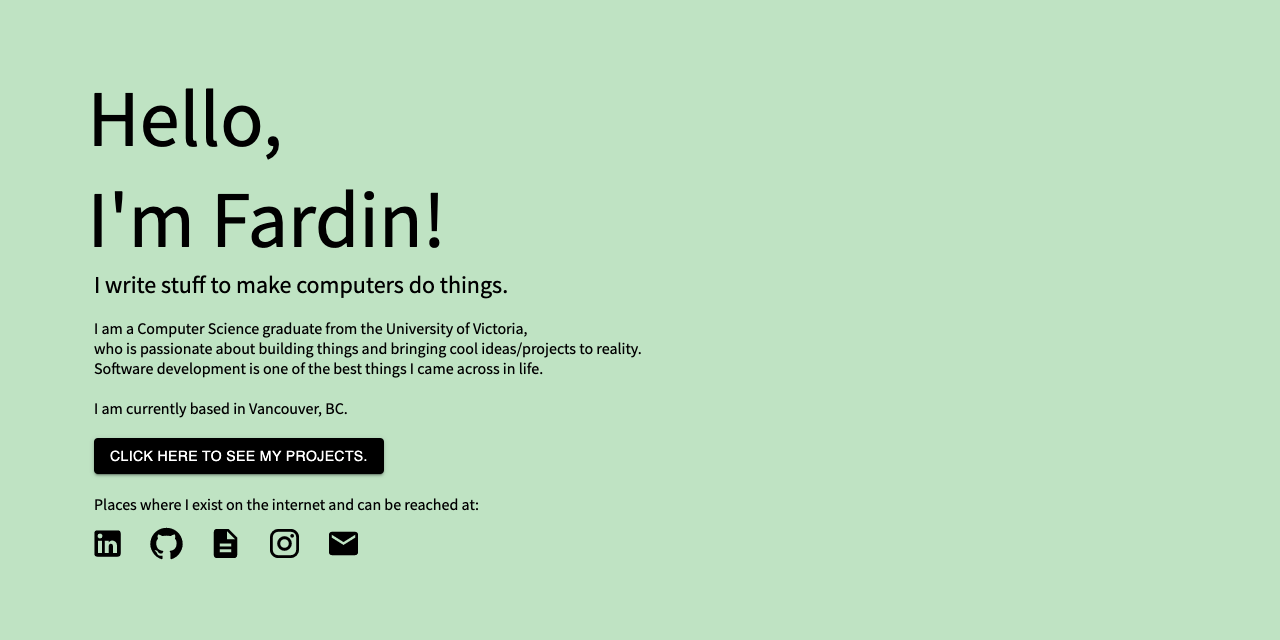 Hello,
I'm Fardin!
I write stuff to make computers do things.
I am a Computer Science graduate from the University of Victoria,
who is passionate about building things and bringing cool ideas/projects to reality.
Software development is one of the best things I came across in life.
I am currently based in Vancouver, BC.
CLICK HERE TO SEE MY PROJECTS.
Places where I exist on the internet and can be reached at: